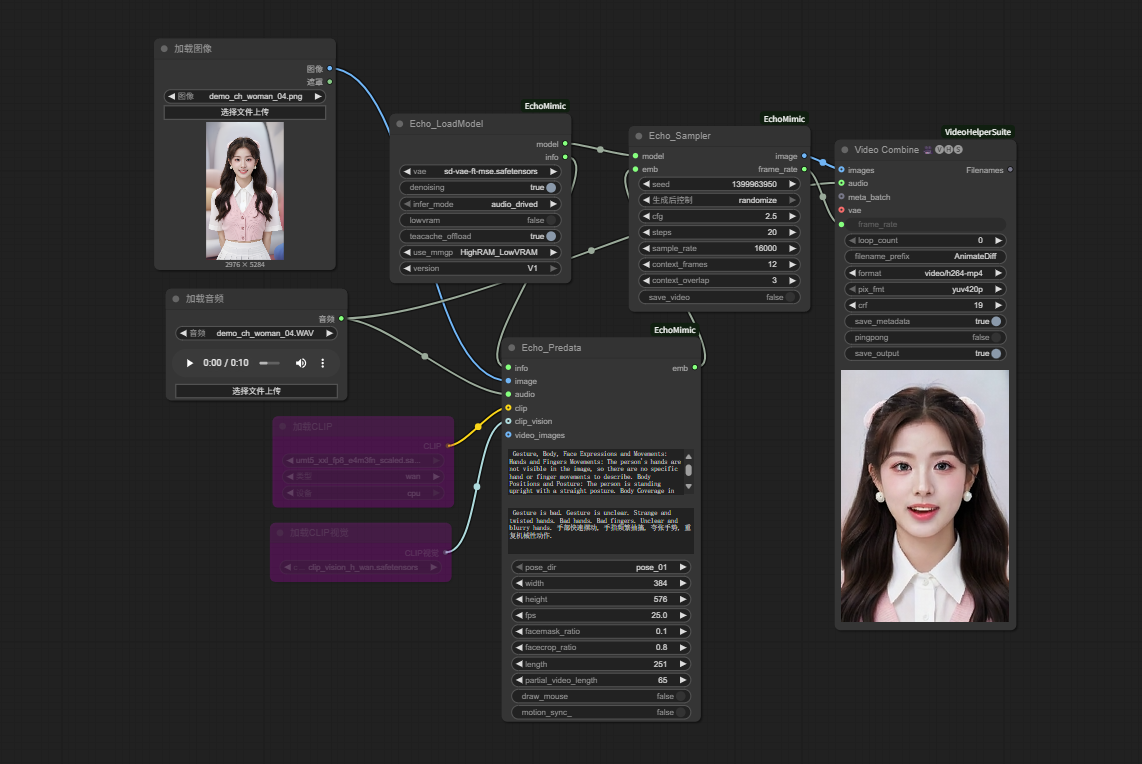 加载图像
图像
遮罩
图像 demo_ch_woman_04.png
选择文件上传
2976 × 5284
加载音频
音频
音频 demo_ch_woman_04.WAV
0:00 / 0:10
选择文件上传
加载CLIP
CLIP
umt5_xxl_fp8_e4m3fn_scaled.se...
类型 wan
设备 cpu
加载CLIP视觉
CLIP视觉
clip_vision_h_wan.safetensors
EchoMimic
Echo_LoadModel
model
info
vae sd-vae-ft-mse.safetensors
denoising true
infer_mode audio_drived
lowvram false
teacache_offload true
use_mmgp HighRAM_LowVRAM
version V1
EchoMimic
Echo_Predata
info emb
image
audio
clip
clip_vision
video_images
Gesture, Body, Face Expressions and Movements:
Hands and Fingers Movements: The person's hands are
not visible in the image, so there are no specific
hand or finger movements to describe. Body
Positions and Posture: The person is standing
upright with a straight posture. Body Coverage in
Gesture is bad. Gesture is unclear. Strange and
twisted hands. Bad hands. Bad fingers. Unclear and
blurry hands. 手部快速摆动, 手指频繁抽搐, 夸张手势, 重
复机械性动作.
pose_dir pose_01
width 384
height 576
fps 25.0
facemask_ratio 0.1
facecrop_ratio 0.8
length 251
partial_video_length 65
draw_mouse false
motion_sync_ false
EchoMimic
Echo_Sampler
model image
emb frame_rate
seed 1399963950
生成后控制 randomize
cfg 2.5
steps 20
sample_rate 16000
context_frames 12
context_overlap 3
save_video false
VideoHelperSuite
Video Combine VHS
images Filenames
audio
meta_batch
vae
frame_rate
loop_count 0
filename_prefix AnimateDiff
format video/h264-mp4
pix_fmt yuv420p
crf 19
save_metadata true
pingpong false
save_output true